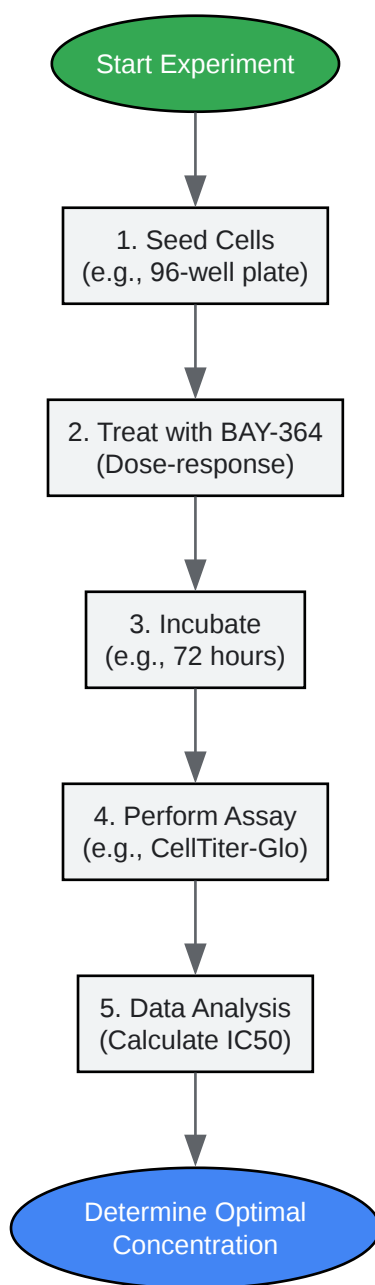 Start Experiment
1. Seed Cells
(e.g., 96-well plate)
2. Treat with BAY-364
(Dose-response)
3. Incubate
(e.g., 72 hours)
4. Perform Assay
(e.g., CellTiter-Glo)
5. Data Analysis
(Calculate IC50)
Determine Optimal
Concentration